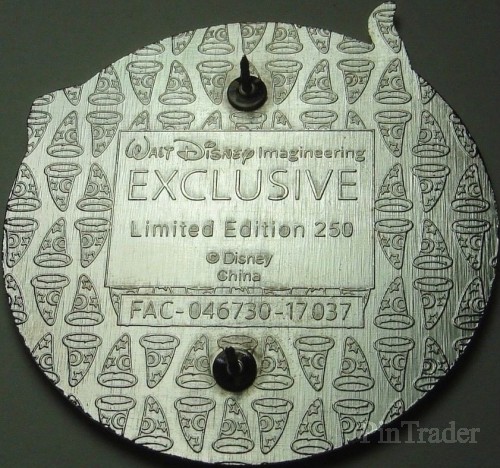 WALT DISNEY Imagineering
EXCLUSIVE
Limited Edition 250
© Disney
China
FAC-046730-17037
PinTrader